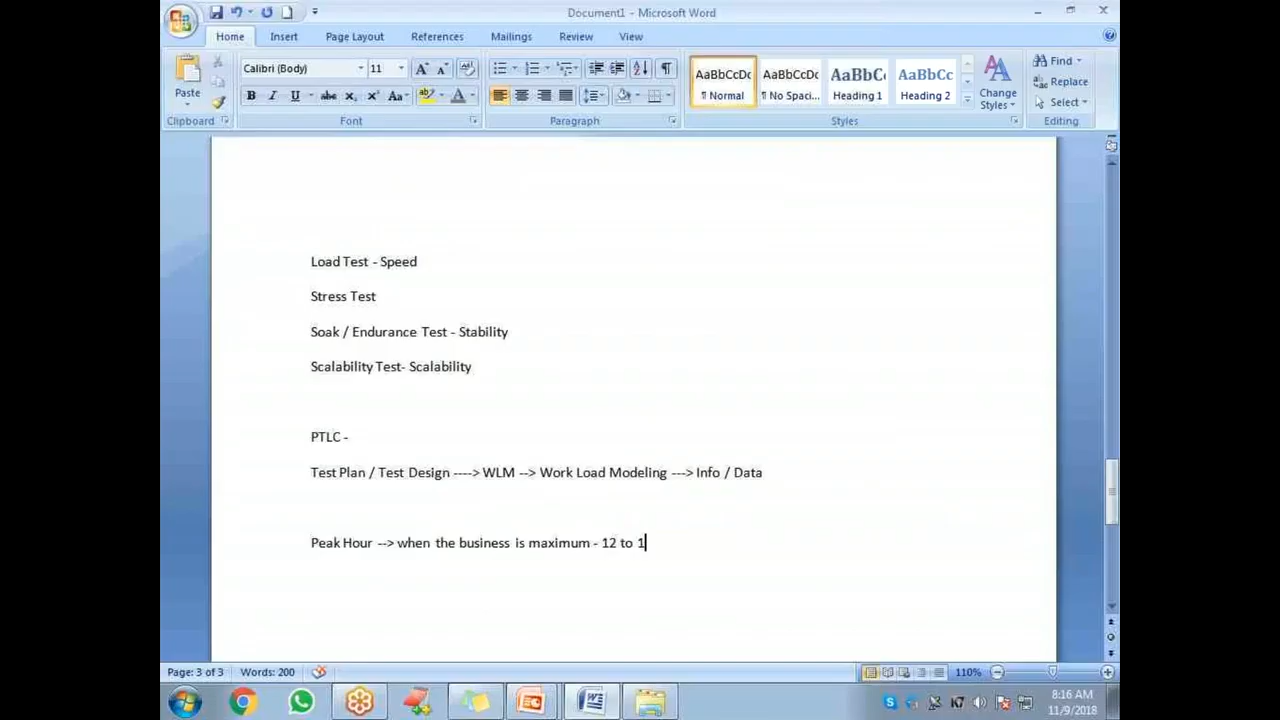 Document1 - Microsoft Word
Home Insert Page Layout References Mailings Review View
Calibri (Body) 11
AaBbCcDc AaBbCcDc AaBbC AaBbCc
Paste
¶ Normal ¶ No Spaci... Heading 1 Heading 2
Change Styles
Find
Replace
Select
Clipboard Font Paragraph Styles Editing
Load Test - Speed
Stress Test
Soak / Endurance Test - Stability
Scalability Test- Scalability
PTLC -
Test Plan / Test Design ----> WLM --> Work Load Modeling ---> Info / Data
Peak Hour --> when the business is maximum - 12 to 1
Page: 3 of 3 Words: 200 110%
8:16 AM
11/9/2018